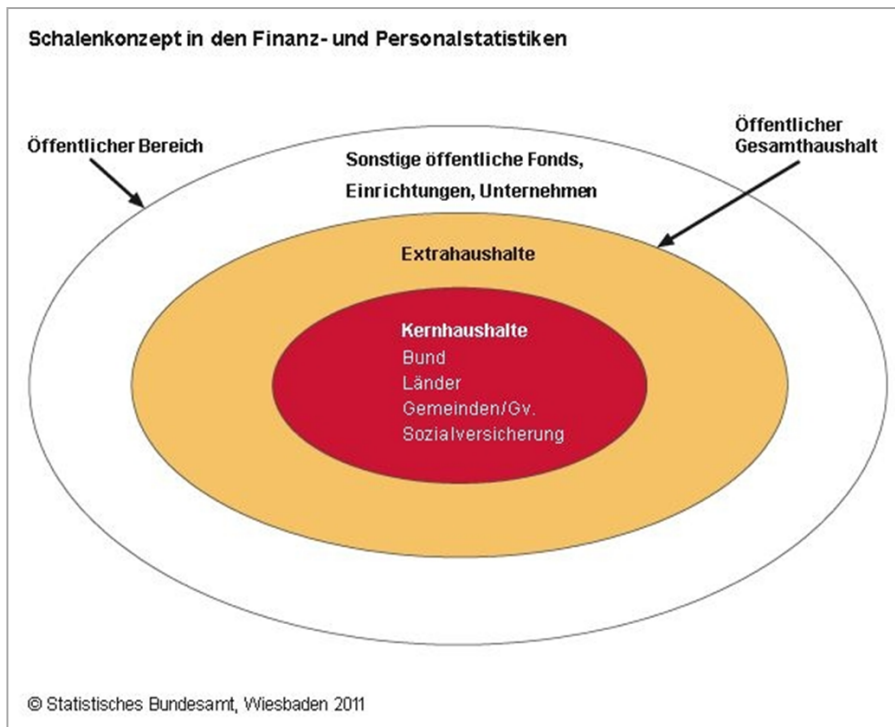 Schalenkonzept in den Finanz- und Personalstatistiken
Öffentlicher Bereich
Öffentlicher
Gesamthaushalt
Sonstige öffentliche Fonds,
Einrichtungen, Unternehmen
Extrahaushalte
Kernhaushalte
Bund
Länder
Gemeinden/Gv.
Sozialversicherung
© Statistisches Bundesamt, Wiesbaden 2011